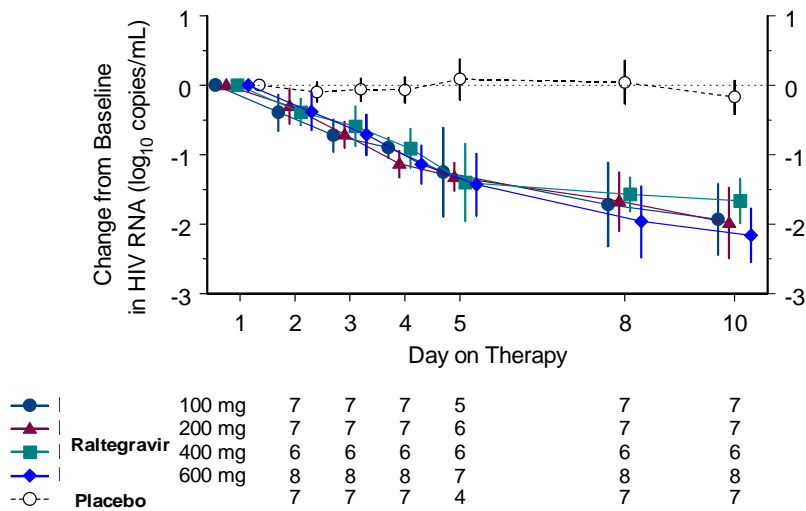 1 1
0 0
-1 -1
-2 -2
-3 -3
Change from Baseline
in HIV RNA (log10 copies/mL)
1 2 3 4 5 8 10
Day on Therapy
100 mg 7 7 7 5 7 7
200 mg 7 7 7 6 7 7
Raltegravir
400 mg 6 6 6 6 6 6
600 mg 8 8 8 7 8 8
Placebo 7 7 7 4 7 7